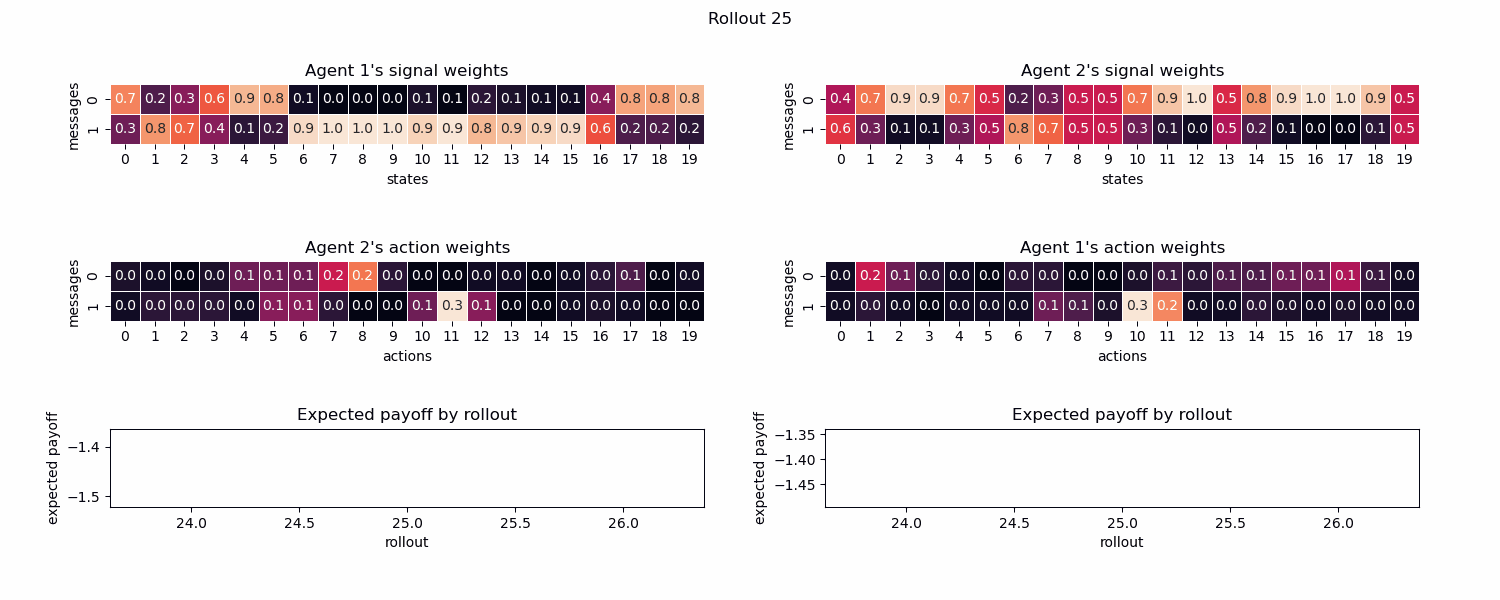 Rollout 25
Agent 1's signal weights
messages
0 0.7 0.2 0.3 0.6 0.9 0.8 0.1 0.0 0.0 0.0 0.1 0.1 0.2 0.1 0.1 0.1 0.4 0.8 0.8 0.8
1 0.3 0.8 0.7 0.4 0.1 0.2 0.9 1.0 1.0 1.0 0.9 0.9 0.8 0.9 0.9 0.9 0.6 0.2 0.2 0.2
0 1 2 3 4 5 6 7 8 9 10 11 12 13 14 15 16 17 18 19
states
Agent 2's signal weights
messages
0 0.4 0.7 0.9 0.9 0.7 0.5 0.2 0.3 0.5 0.5 0.7 0.9 1.0 0.5 0.8 0.9 1.0 1.0 0.9 0.5
1 0.6 0.3 0.1 0.1 0.3 0.5 0.8 0.7 0.5 0.5 0.3 0.1 0.0 0.5 0.2 0.1 0.0 0.0 0.1 0.5
0 1 2 3 4 5 6 7 8 9 10 11 12 13 14 15 16 17 18 19
states
Agent 2's action weights
messages
0 0.0 0.0 0.0 0.0 0.1 0.1 0.1 0.2 0.2 0.0 0.0 0.0 0.0 0.0 0.0 0.0 0.0 0.1 0.0 0.0
1 0.0 0.0 0.0 0.0 0.0 0.1 0.1 0.0 0.0 0.0 0.1 0.3 0.1 0.0 0.0 0.0 0.0 0.0 0.0 0.0
0 1 2 3 4 5 6 7 8 9 10 11 12 13 14 15 16 17 18 19
actions
Agent 1's action weights
messages
0 0.0 0.2 0.1 0.0 0.0 0.0 0.0 0.0 0.0 0.0 0.0 0.1 0.0 0.1 0.1 0.1 0.1 0.1 0.1 0.0
1 0.0 0.0 0.0 0.0 0.0 0.0 0.0 0.1 0.1 0.0 0.3 0.2 0.0 0.0 0.0 0.0 0.0 0.0 0.0 0.0
0 1 2 3 4 5 6 7 8 9 10 11 12 13 14 15 16 17 18 19
actions
Expected payoff by rollout
expected payoff
−1.4
−1.5
24.0 24.5 25.0 25.5 26.0
rollout
Expected payoff by rollout
expected payoff
−1.35
−1.40
−1.45
24.0 24.5 25.0 25.5 26.0
rollout